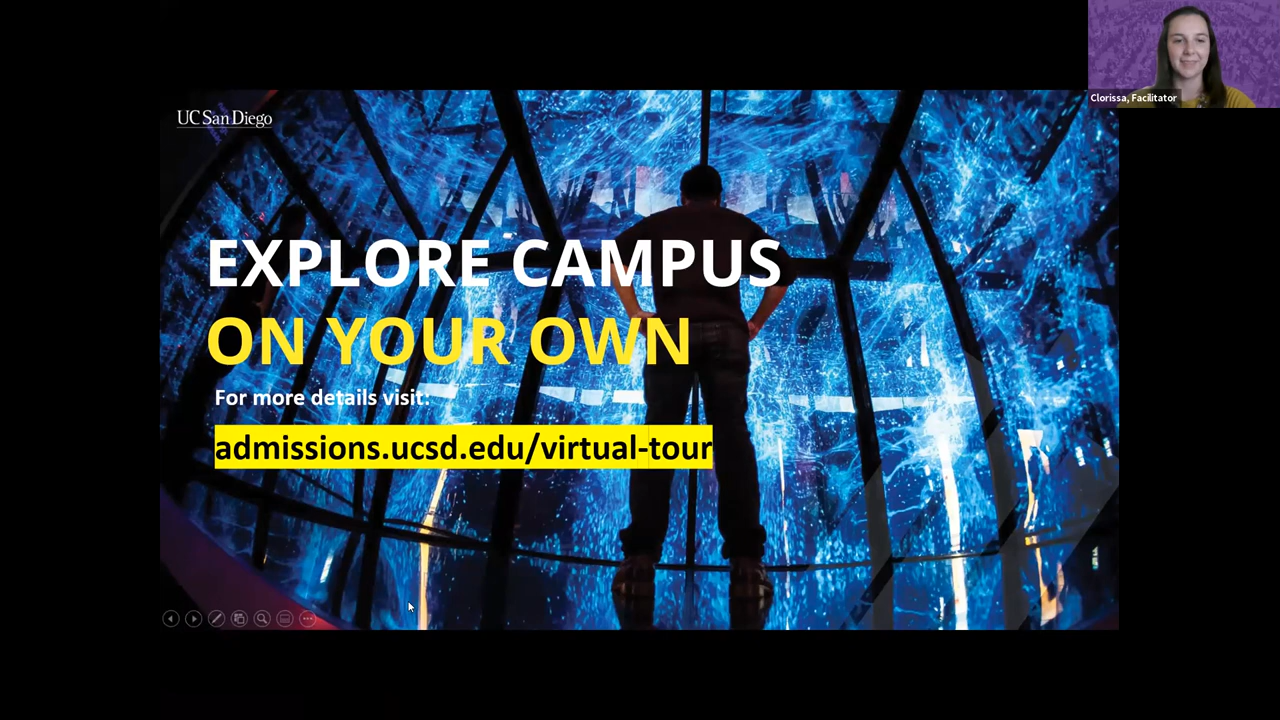 Clorissa, Facilitator
UC San Diego
EXPLORE CAMPUS
ON YOUR OWN
For more details visit:
admissions.ucsd.edu/virtual-tour